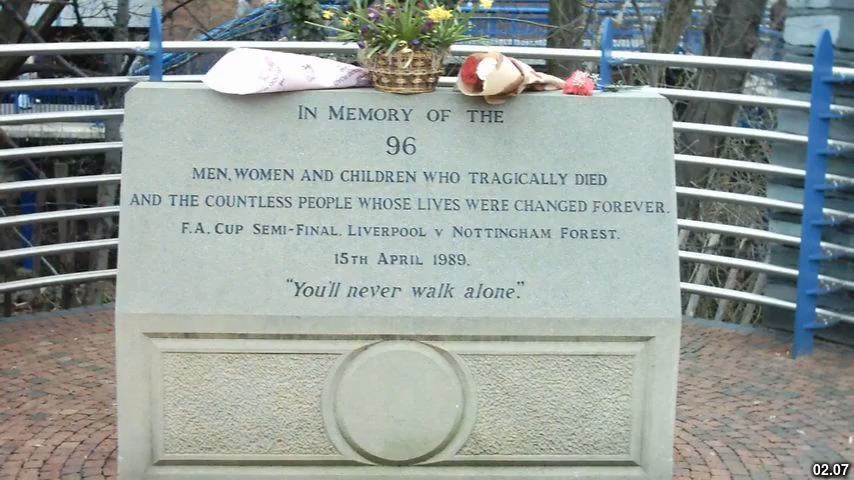 IN MEMORY OF THE
96
MEN, WOMEN AND CHILDREN WHO TRAGICALLY DIED
AND THE COUNTLESS PEOPLE WHOSE LIVES WERE CHANGED FOREVER.
F.A. CUP SEMI-FINAL. LIVERPOOL V NOTTINGHAM FOREST.
15TH APRIL 1989.
"You'll never walk alone."
02.07